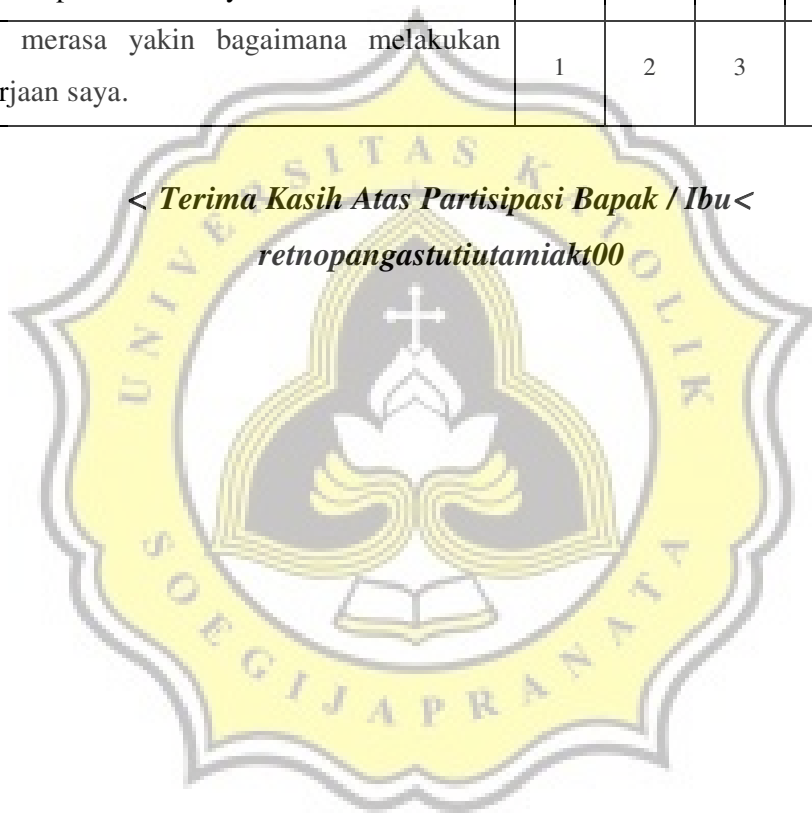 merasa yakin bagaimana melakukan
rjaan saya.
1 2 3
< Terima Kasih Atas Partisipasi Bapak / Ibu<
retnopangastutiutamiakt00
UNIVERSITAS KATOLIK
SOEGIJAPRANATA